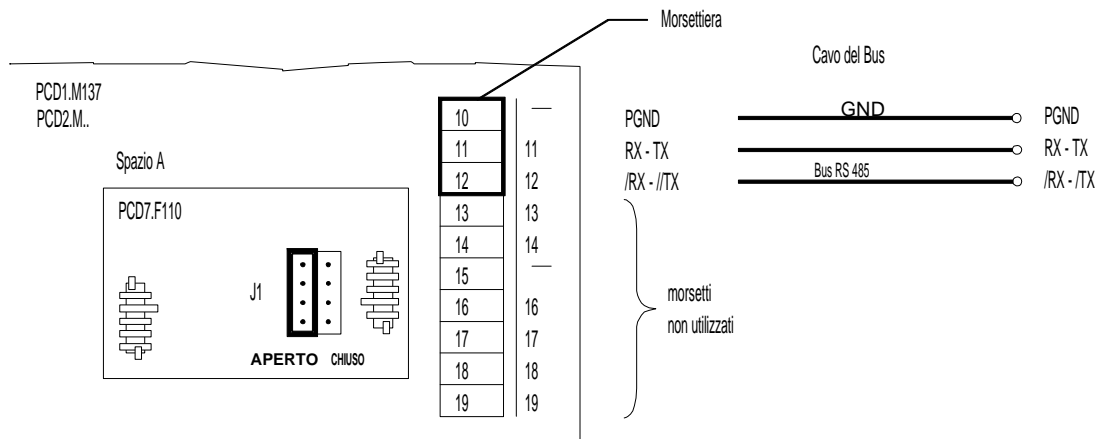 Morsettiera
Cavo del Bus
PCD1.M137
PCD2.M..
Spazio A
PCD7.F110
J1
APERTO CHIUSO
10
11 11
12 12
13 13
14 14
15
16 16
17 17
18 18
19 19
PGND GND PGND
RX - TX RX - TX
/RX - //TX Bus RS 485 /RX - /TX
morsetti
non utilizzati